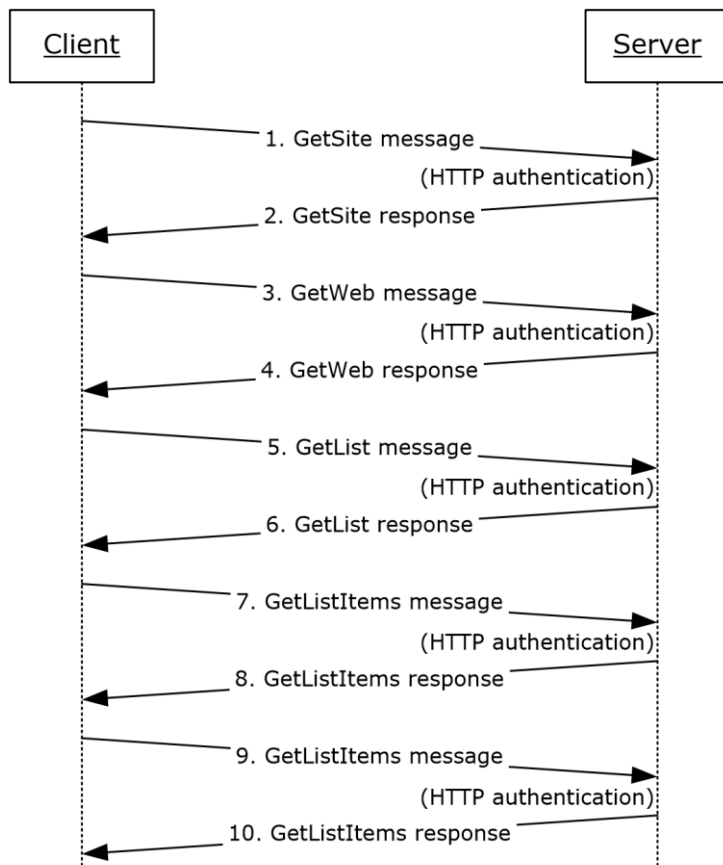 Client
Server
1. GetSite message
(HTTP authentication)
2. GetSite response
3. GetWeb message
(HTTP authentication)
4. GetWeb response
5. GetList message
(HTTP authentication)
6. GetList response
7. GetListItems message
(HTTP authentication)
8. GetListItems response
9. GetListItems message
(HTTP authentication)
10. GetListItems response